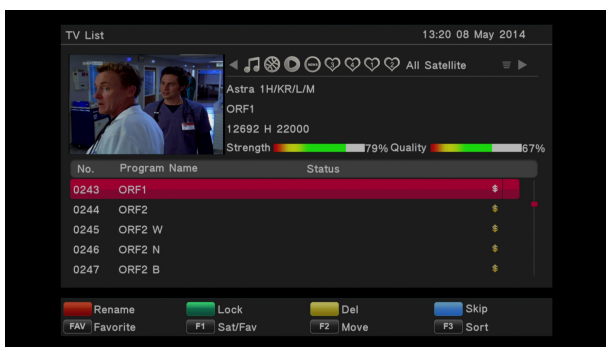 TV List 13:20 08 May 2014
All Satellite
Astra 1H/KR/L/M
ORF1
12692 H 22000
Strength 79% Quality 67%
No. Program Name Status
0243 ORF1 $
0244 ORF2 $
0245 ORF2 W $
0246 ORF2 N $
0247 ORF2 B $
Rename Lock Del Skip
FAV Favorite F1 Sat/Fav F2 Move F3 Sort